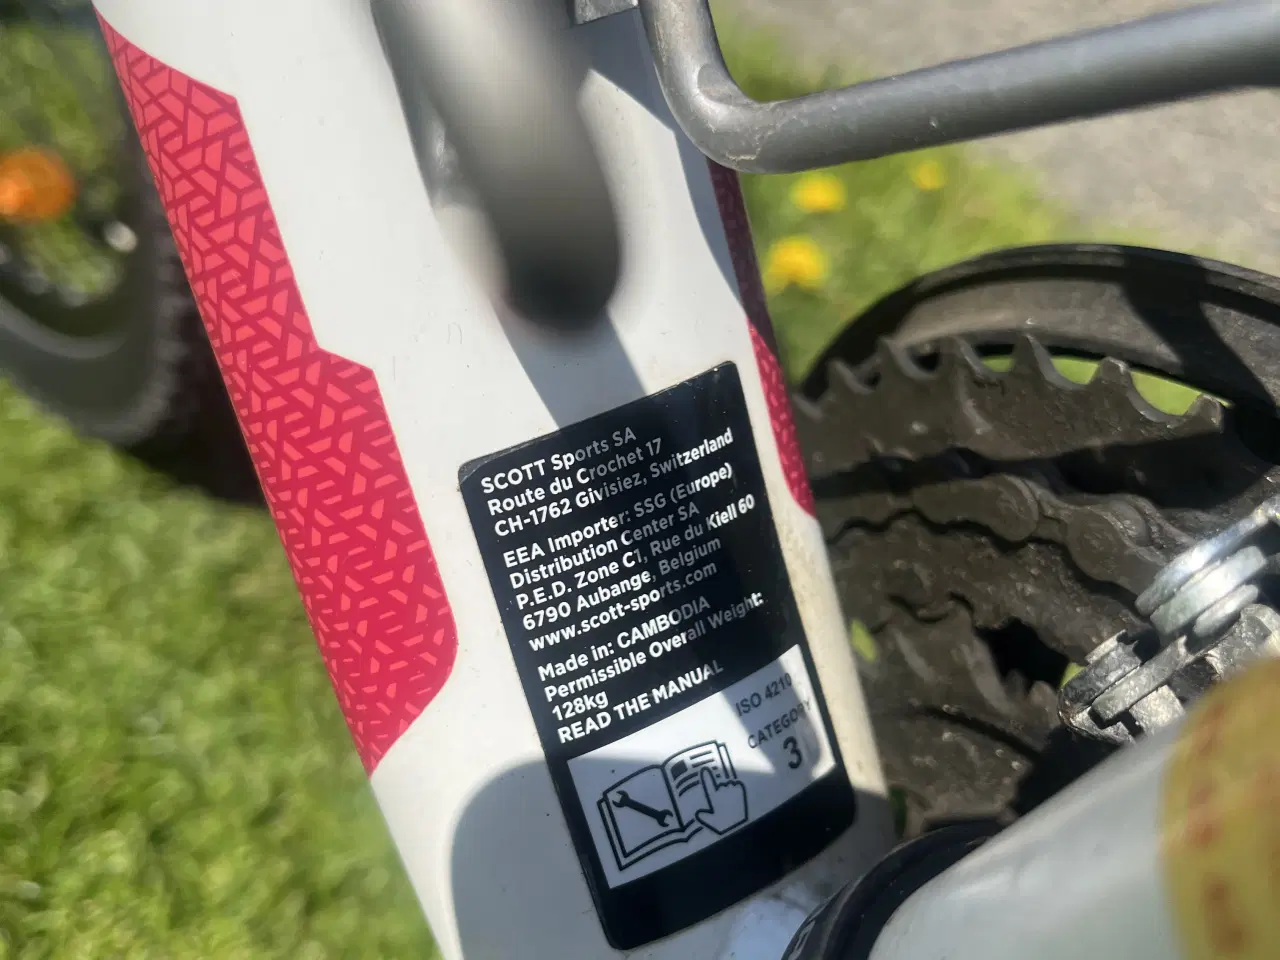 SCOTT Sports SA
Route du Crochet 17
CH-1762 Givisiez, Switzerland
EEA Importer: SSG (Europe)
Distribution Center SA
P.E.D. Zone C1, Rue du Kiell 60
6790 Aubange, Belgium
www.scott-sports.com
Made in: CAMBODIA
Permissible Overall Weight:
128kg
READ THE MANUAL
ISO 4210
CATEGORY
3